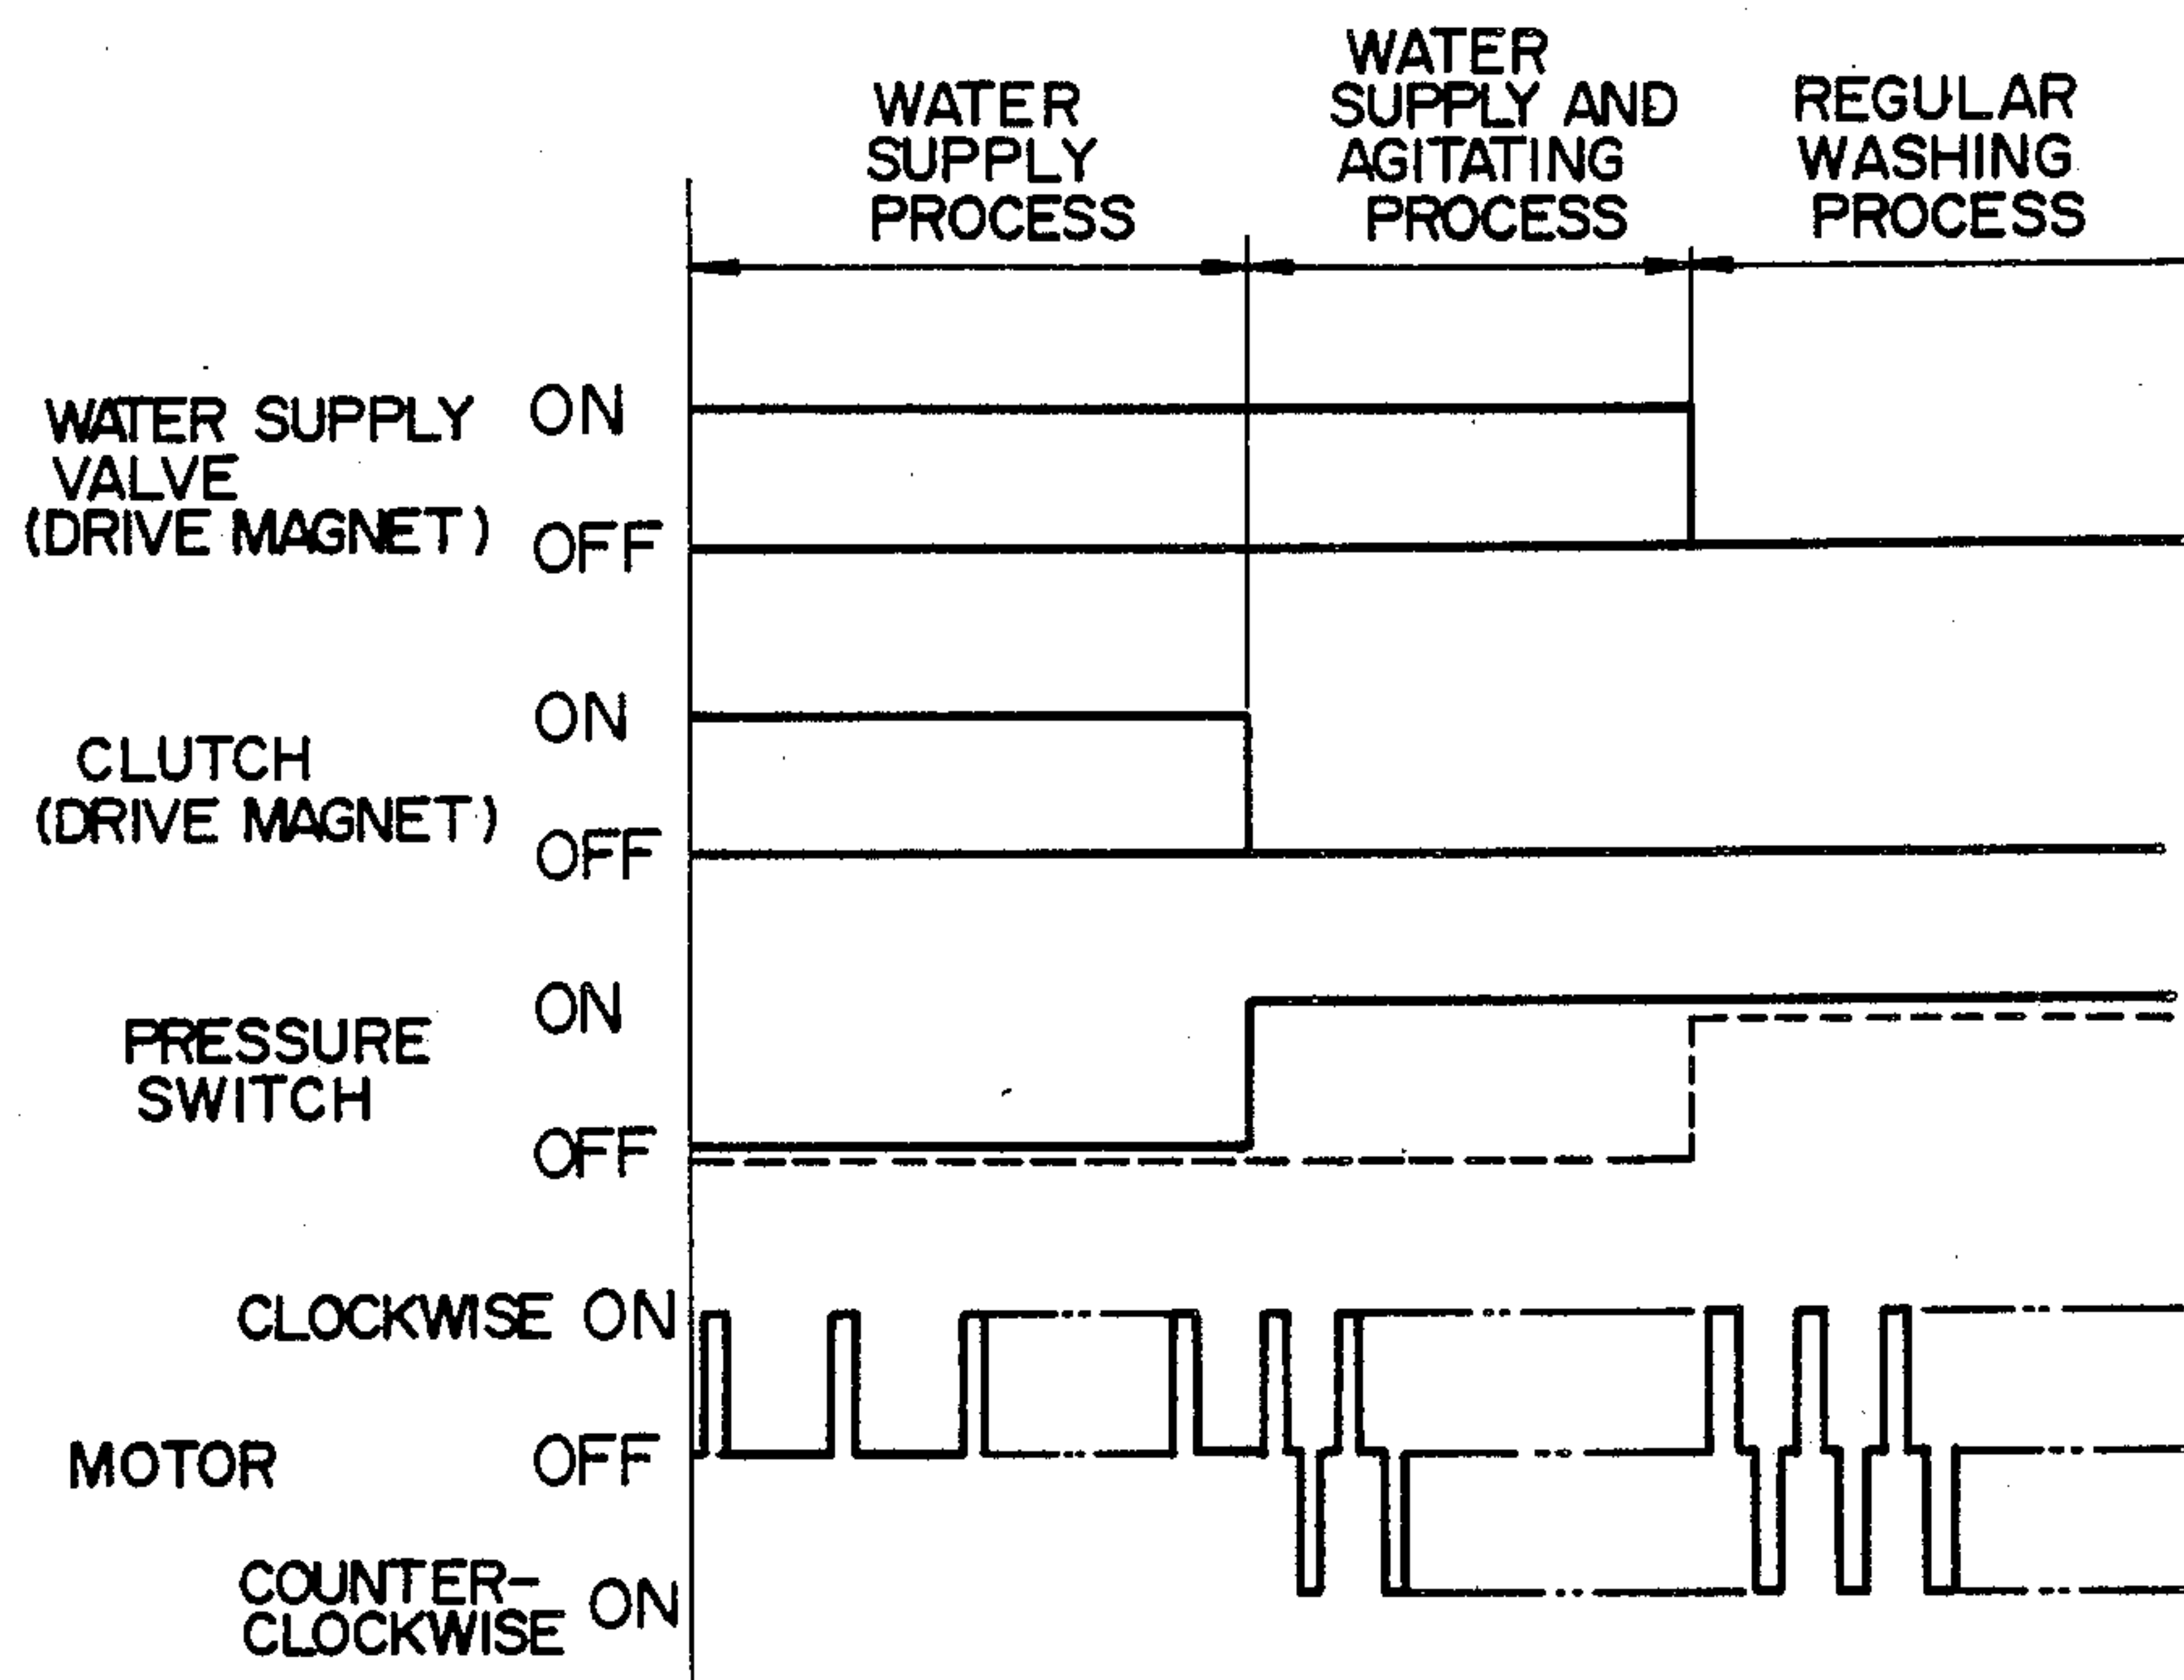 WATER
SUPPLY
PROCESS
WATER
SUPPLY AND
AGITATING
PROCESS
REGULAR
WASHING
PROCESS
WATER SUPPLY
VALVE
(DRIVE MAGNET)
ON
OFF
CLUTCH
(DRIVE MAGNET)
ON
OFF
PRESSURE
SWITCH
ON
OFF
MOTOR
CLOCKWISE ON
OFF
COUNTER-
CLOCKWISE
ON